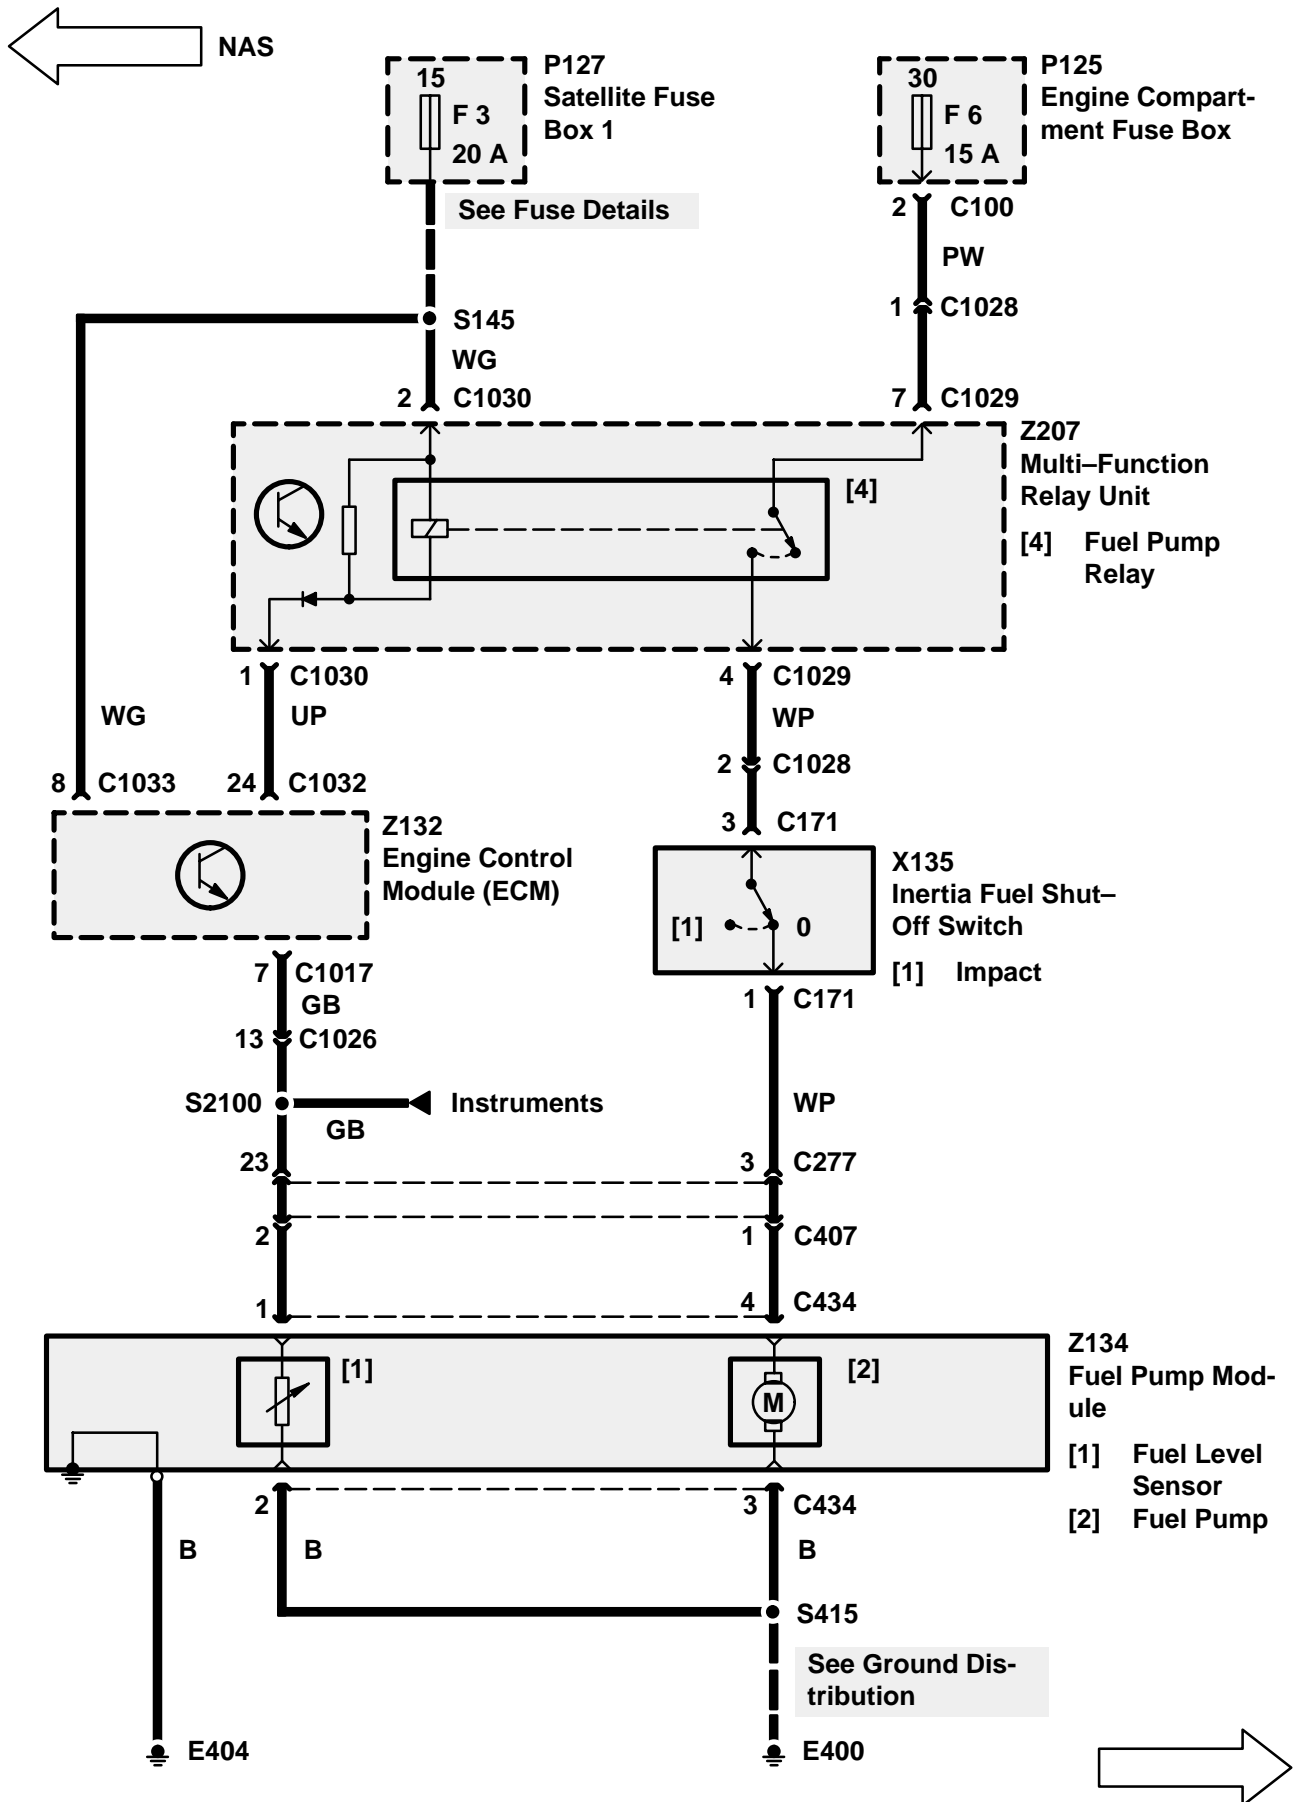 NAS
15
F 3
20 A
P127
Satellite Fuse
Box 1
30
F 6
15 A
P125
Engine Compart-
ment Fuse Box
See Fuse Details
2 C100
PW
1 C1028
S145
WG
2 C1030
7 C1029
Z207
Multi–Function
Relay Unit
[4]
[4] Fuel Pump
Relay
1 C1030
UP
4 C1029
WP
WG
2 C1028
8 C1033
24 C1032
3 C171
Z132
Engine Control
Module (ECM)
X135
Inertia Fuel Shut–
Off Switch
[1] 0
[1] Impact
7 C1017
GB
1 C171
13 C1026
S2100
GB
Instruments
WP
23
3 C277
2
1 C407
1
4 C434
[1]
[2]
M
Z134
Fuel Pump Mod-
ule
[1] Fuel Level
Sensor
[2] Fuel Pump
2
3 C434
B
B
B
S415
See Ground Dis-
tribution
E404
E400